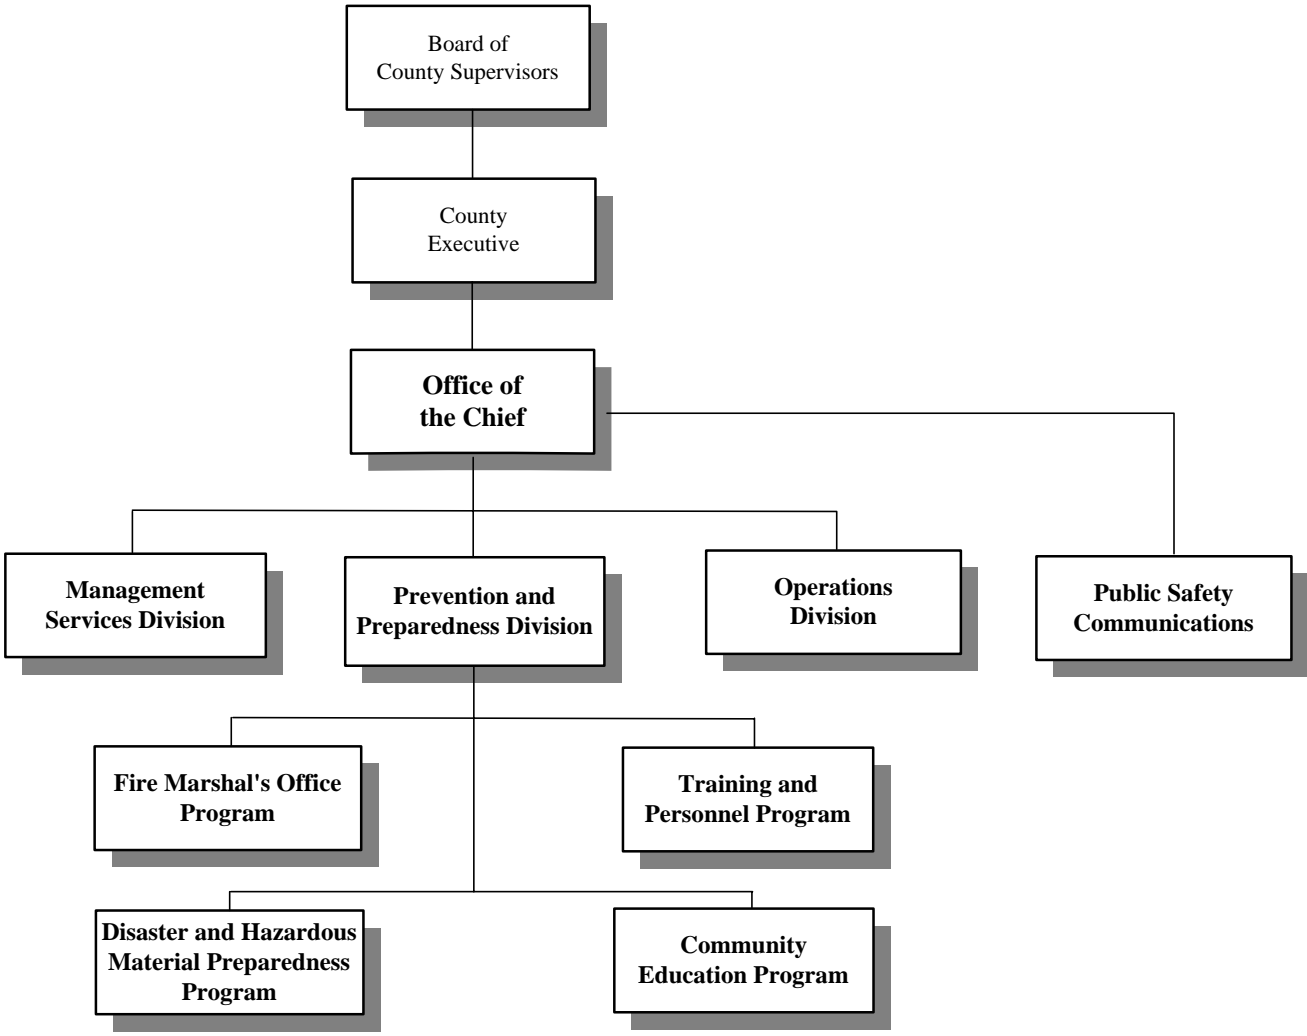 Board of
County Supervisors
County
Executive
Office of
the Chief
Management
Services Division
Prevention and
Preparedness Division
Operations
Division
Public Safety
Communications
Fire Marshal's Office
Program
Training and
Personnel Program
Disaster and Hazardous
Material Preparedness
Program
Community
Education Program